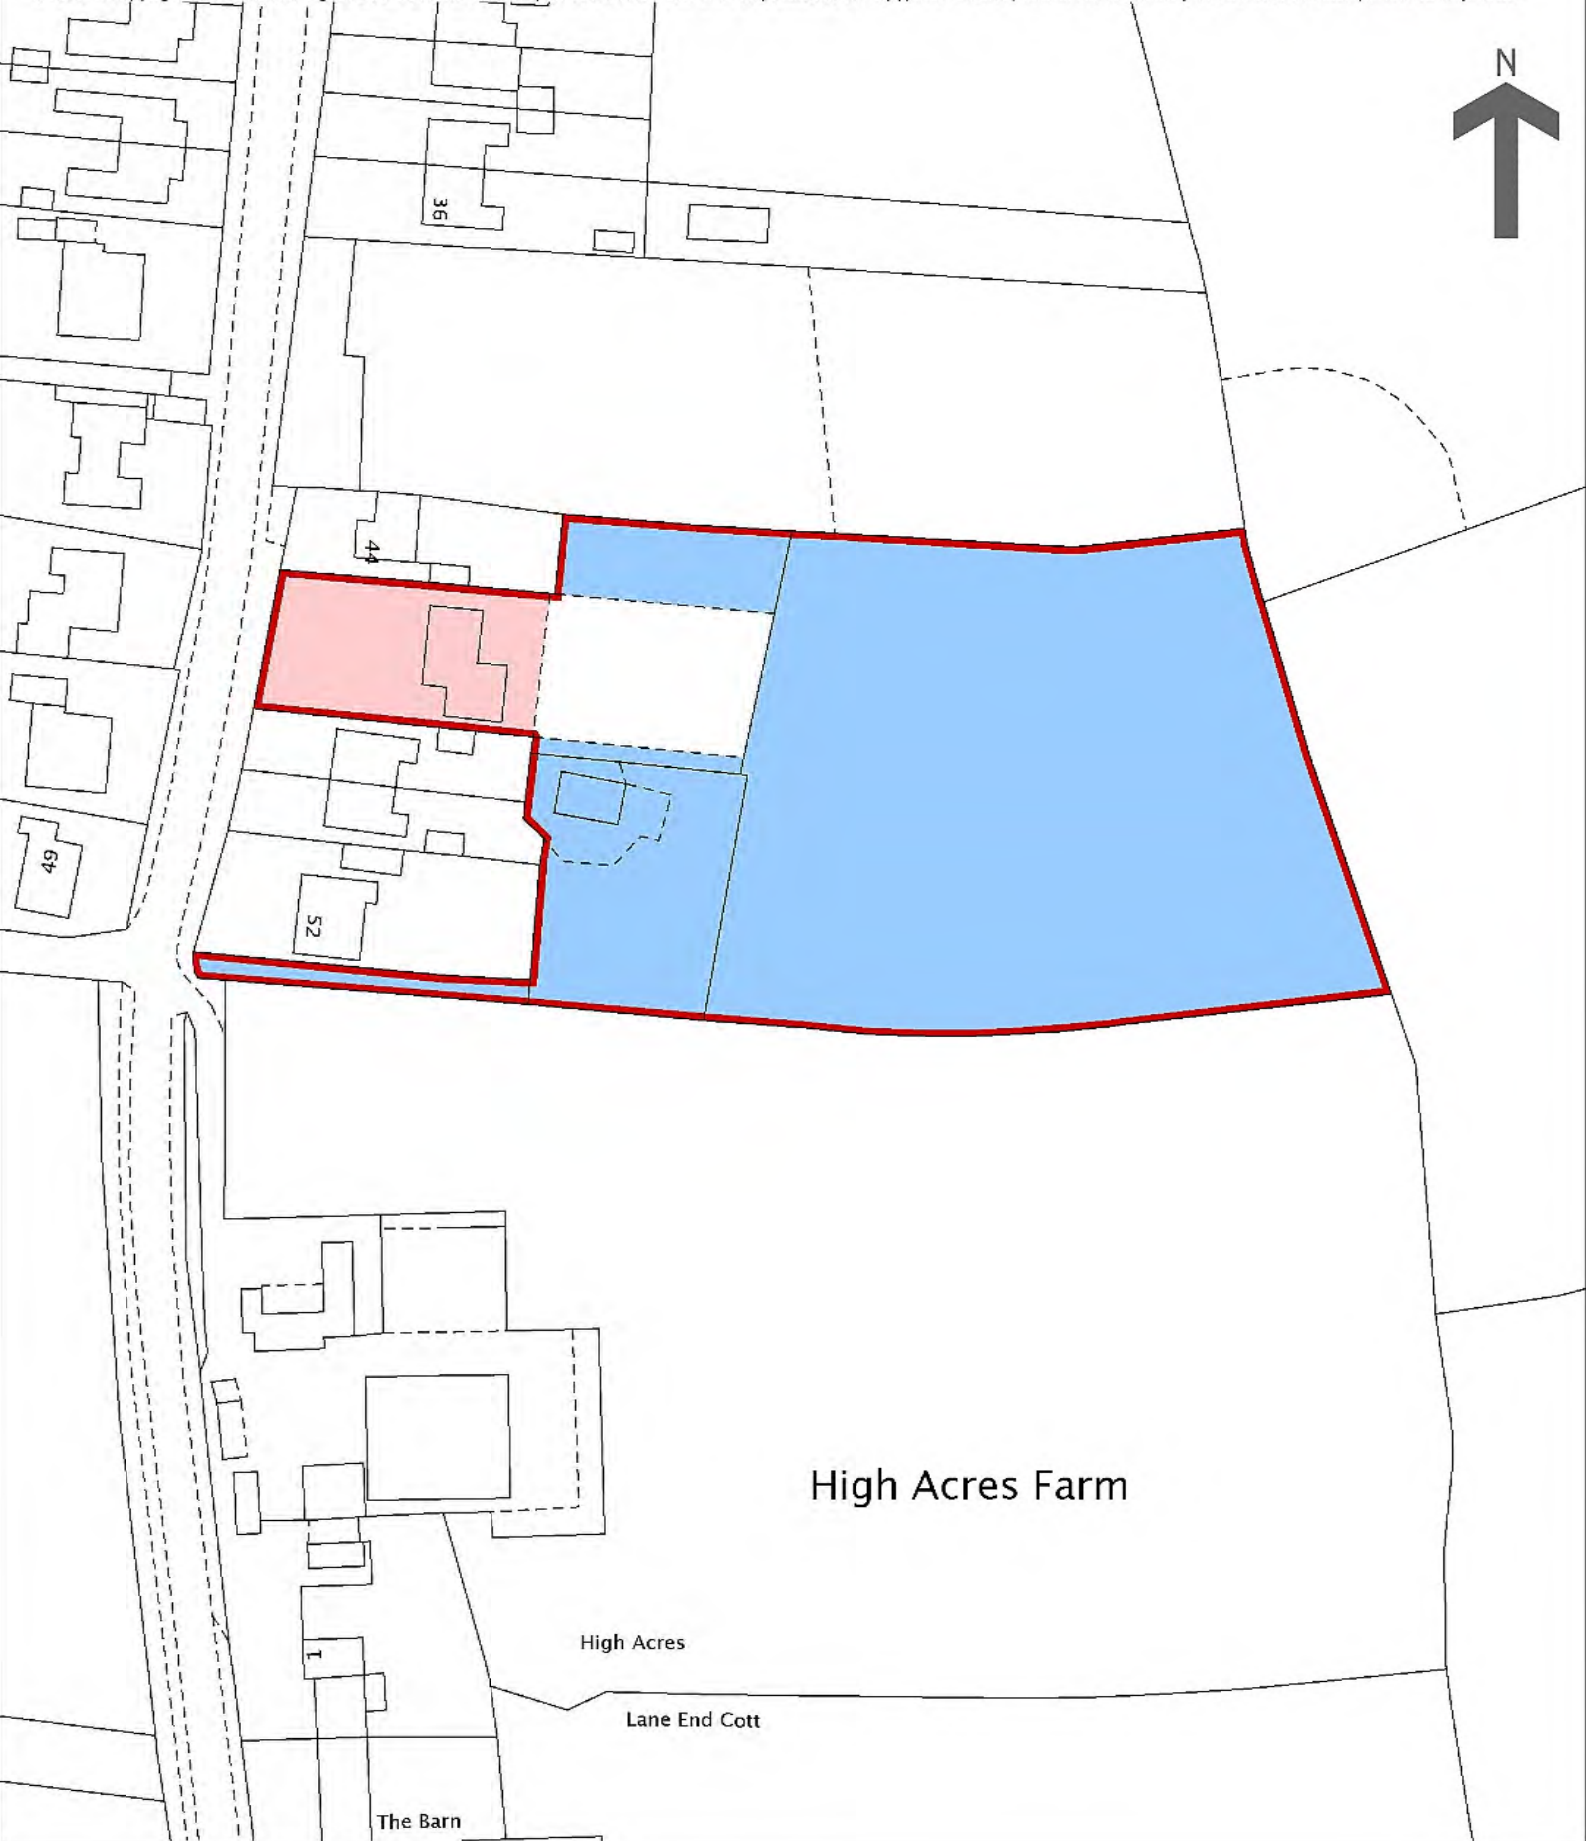 N
36
44
49
52
High Acres Farm
High Acres
1
Lane End Cott
The Barn